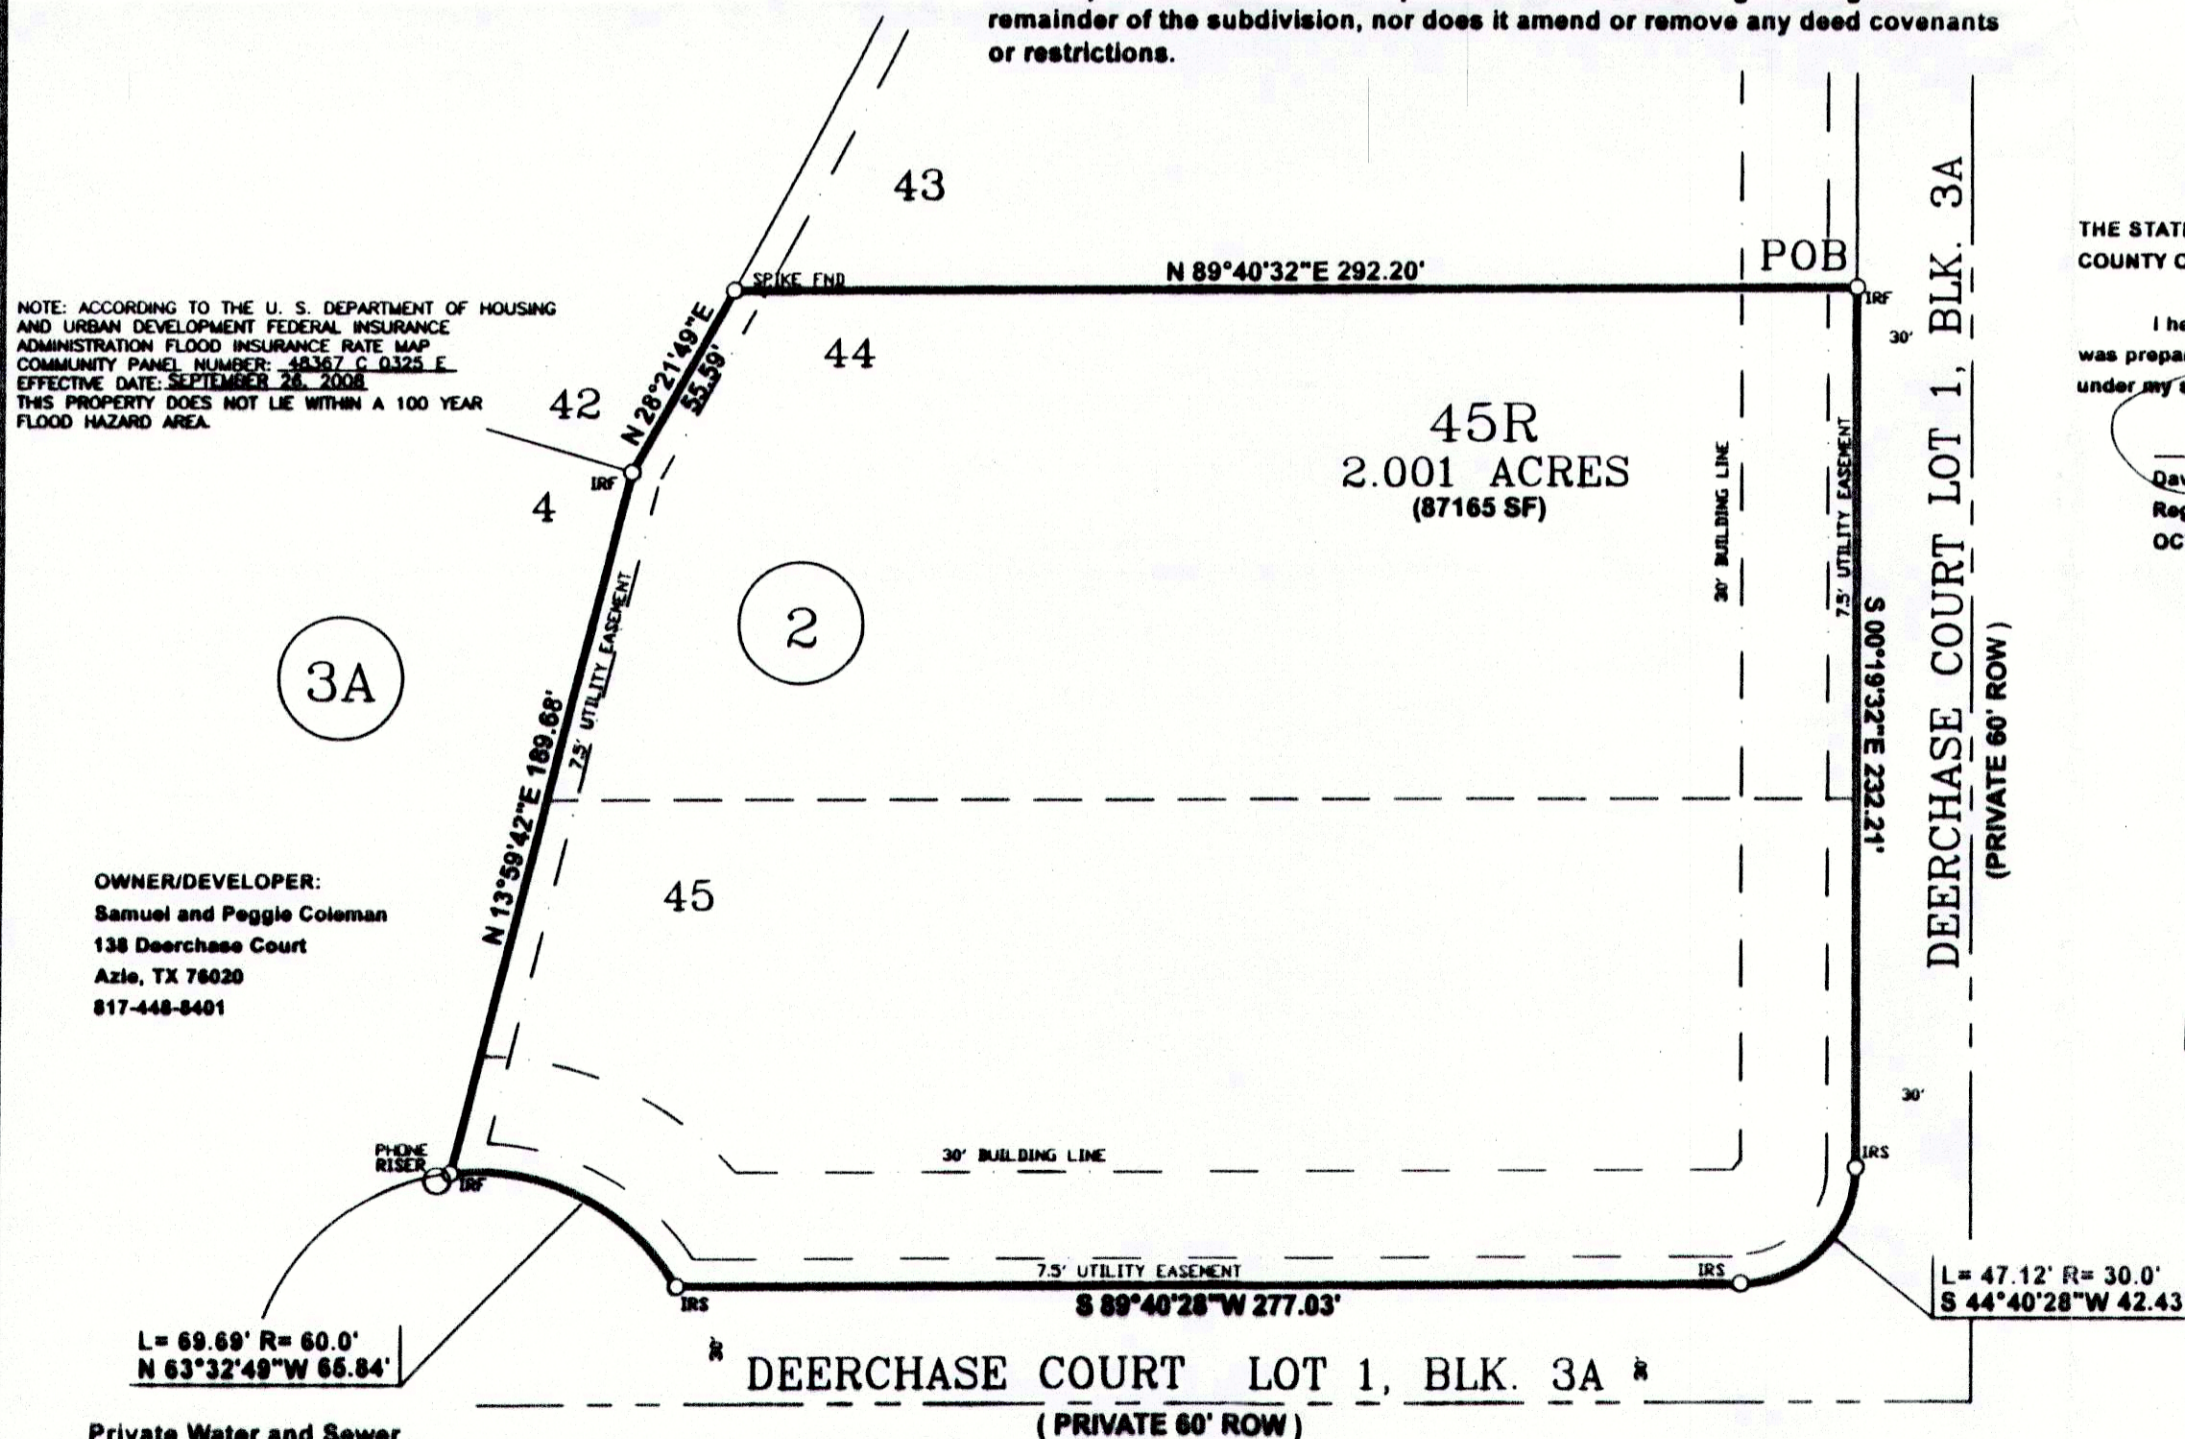 remainder of the subdivision, nor does it amend or remove any deed covenants
or restrictions.
43
POB
N 89°40'32"E 292.20'
SPIKE FND
IRF
30'
THE STAT
COUNTY
I he
was prepa
under my
Dav
Reg
OC
NOTE: ACCORDING TO THE U. S. DEPARTMENT OF HOUSING
AND URBAN DEVELOPMENT FEDERAL INSURANCE
ADMINISTRATION FLOOD INSURANCE RATE MAP
COMMUNITY PANEL NUMBER: 48367 C 0325 E
EFFECTIVE DATE: SEPTEMBER 26, 2008
THIS PROPERTY DOES NOT LIE WITHIN A 100 YEAR
FLOOD HAZARD AREA.
N 28°21'49"E
55.59'
44
42
IRF
4
45R
2.001 ACRES
(87165 SF)
30' BUILDING LINE
7.5' UTILITY EASEMENT
S 00°19'32"E 232.21'
DEERCHASE COURT LOT 1, BLK. 3A
(PRIVATE 60' ROW)
3A
2
7.5' UTILITY EASEMENT
N 13°59'42"E 189.68'
45
OWNER/DEVELOPER:
Samuel and Peggie Coleman
138 Deerchase Court
Azle, TX 76020
817-448-8401
30'
PHONE
RISER
IRF
30' BUILDING LINE
IRS
7.5' UTILITY EASEMENT
IRS
IRS
S 89°40'28"W 277.03'
L= 47.12' R= 30.0'
S 44°40'28"W 42.43
L= 69.69' R= 60.0'
N 63°32'49"W 65.84'
30'
DEERCHASE COURT LOT 1, BLK. 3A
(PRIVATE 60' ROW)
Private Water and Sewer